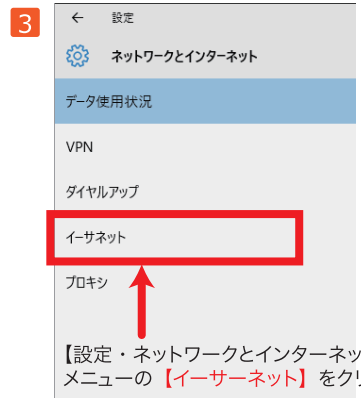 3
← 設定
ネットワークとインターネット
データ使用状況
VPN
ダイヤルアップ
イーサネット
プロキシ
【設定・ネットワークとインターネッ
メニューの【イーサーネット】をクリ